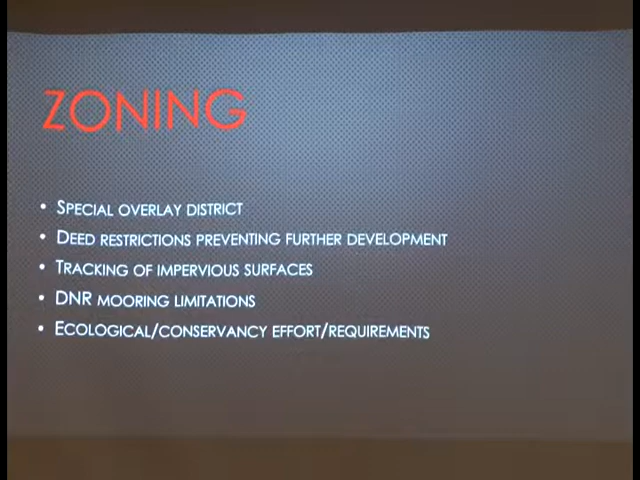 ZONING
• SPECIAL OVERLAY DISTRICT
• DEED RESTRICTIONS PREVENTING FURTHER DEVELOPMENT
• TRACKING OF IMPERVIOUS SURFACES
• DNR MOORING LIMITATIONS
• ECOLOGICAL/CONSERVANCY EFFORT/REQUIREMENTS